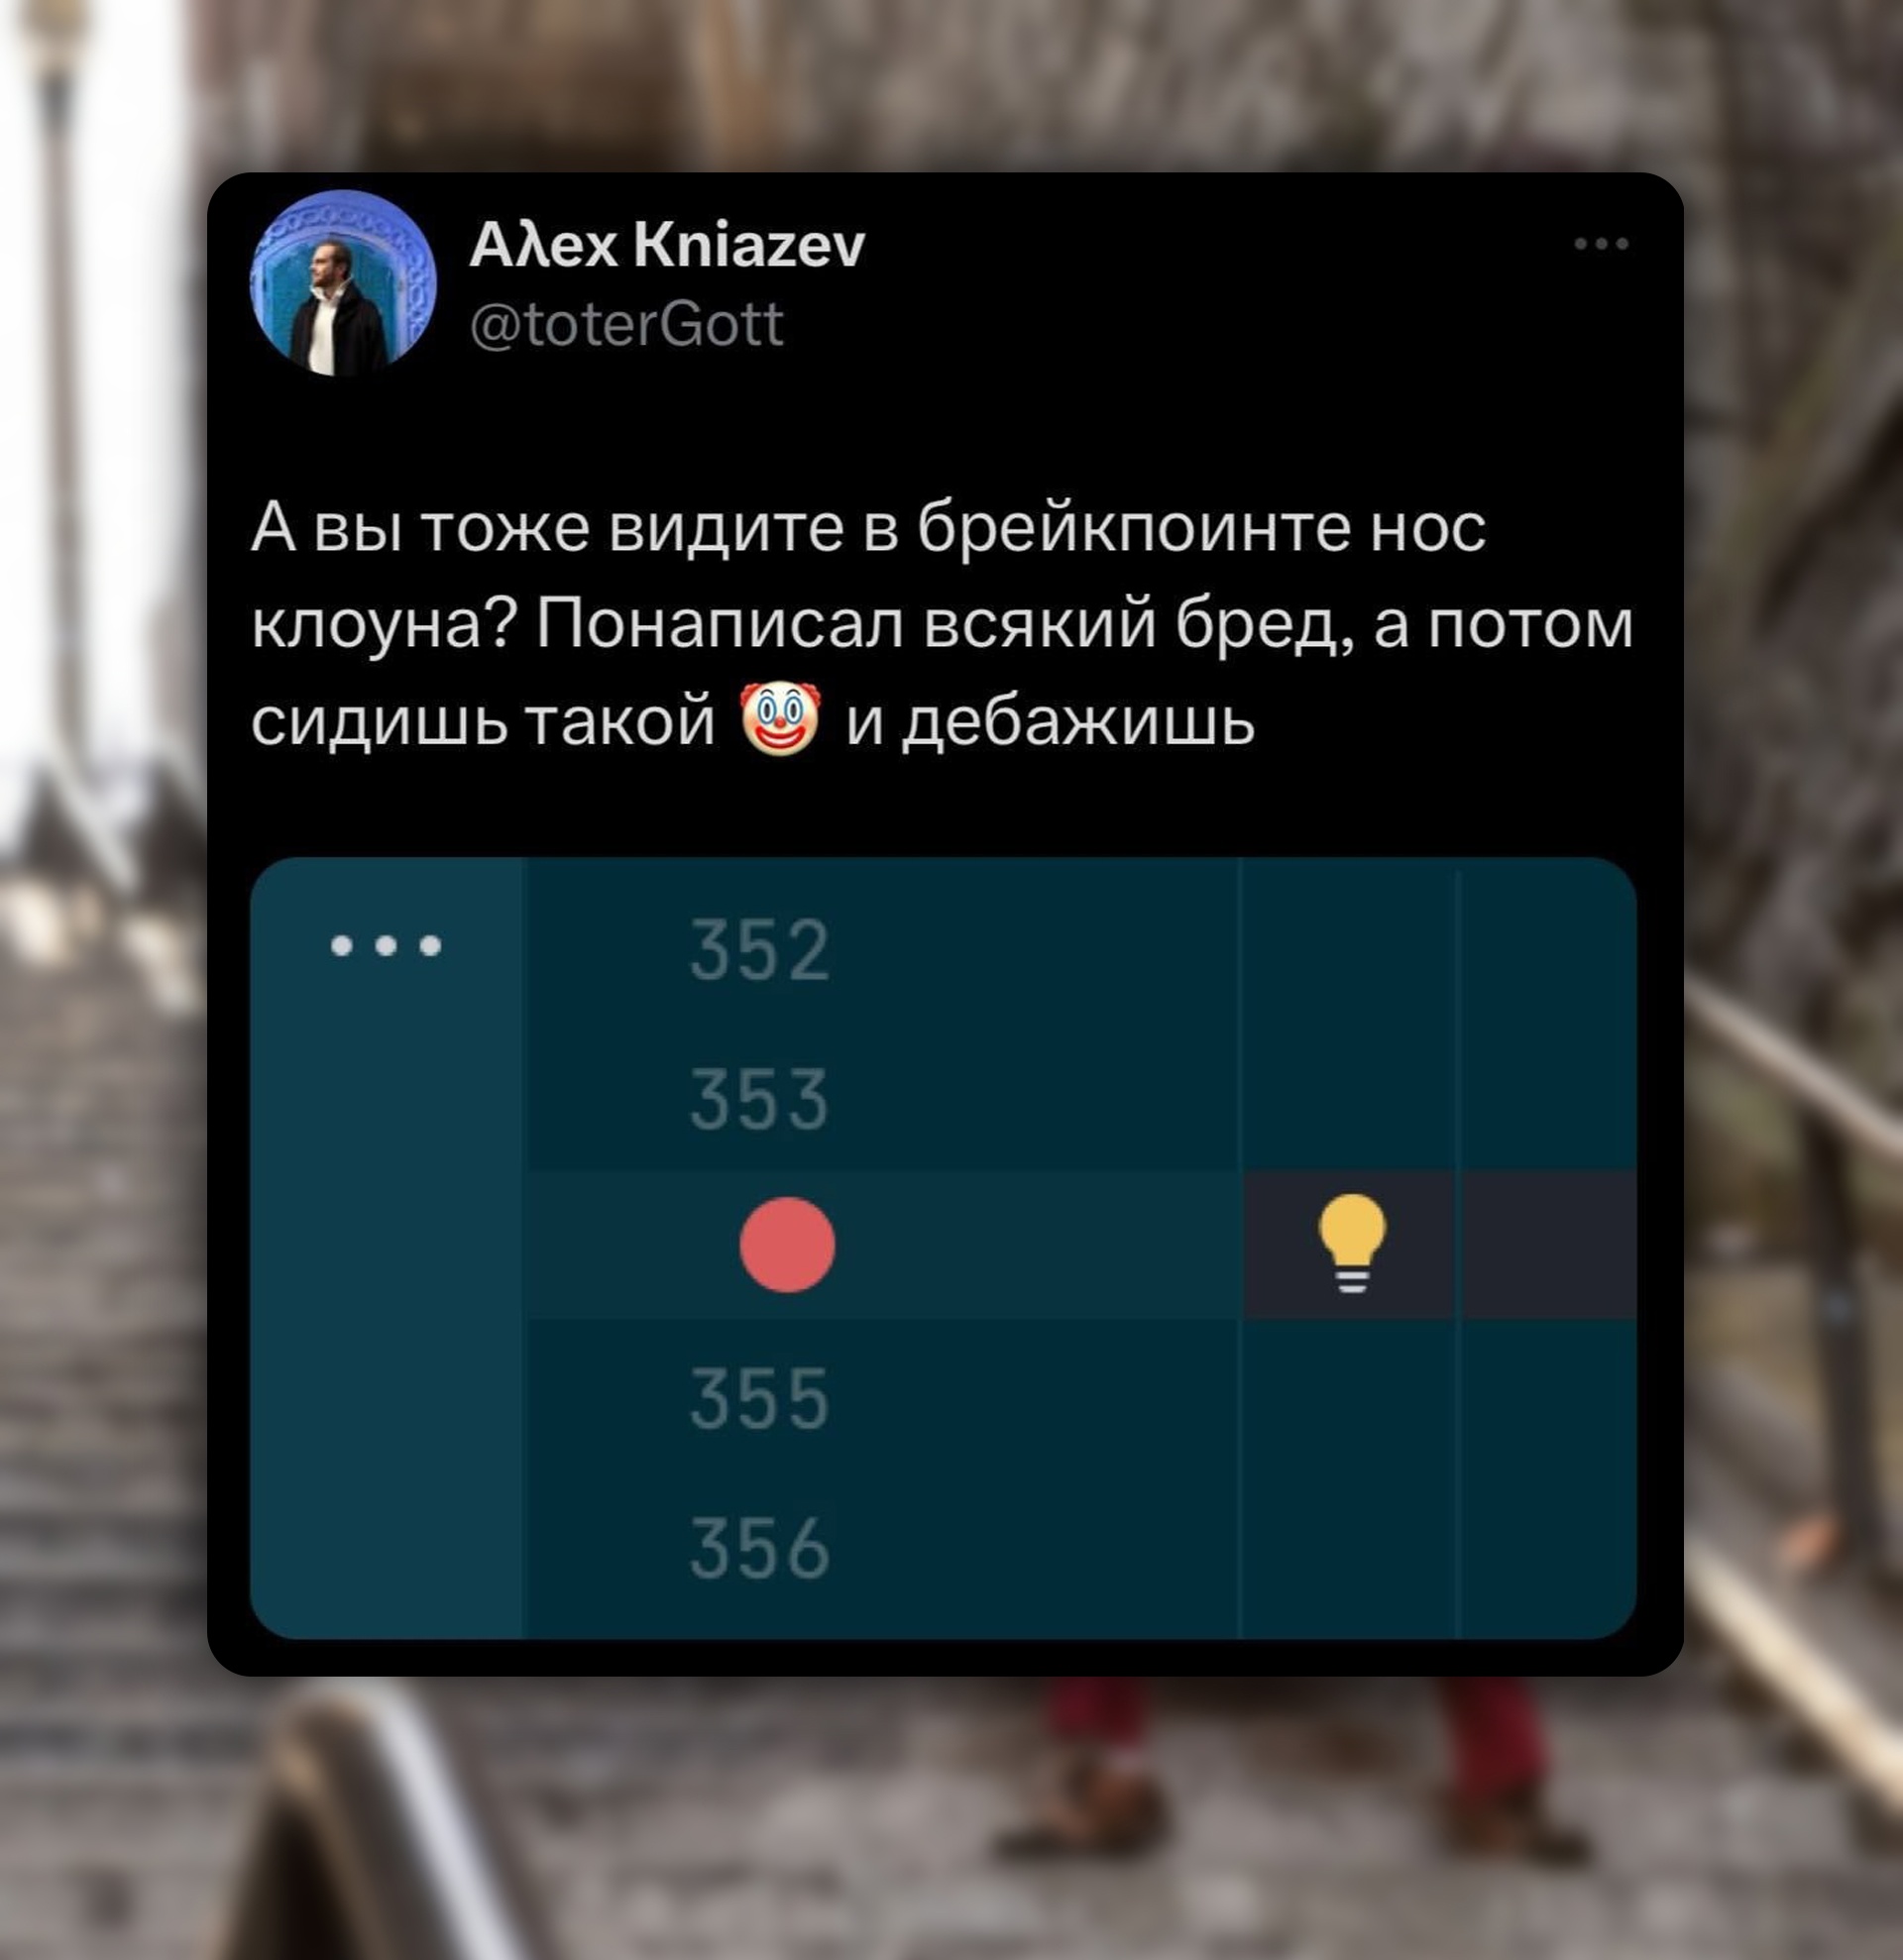 Aλex Kniazev
@toterGott
А вы тоже видите в брейкпоинте нос
клоуна? Понаписал всякий бред, а потом
сидишь такой 🤡 и дебажишь
352
353
355
356